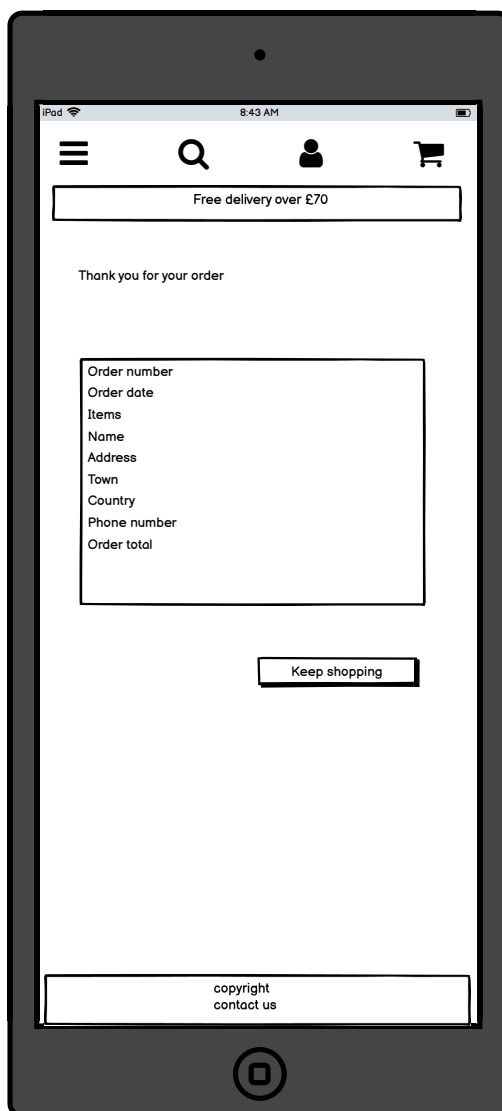 iPad 8:43 AM
Free delivery over £70
Thank you for your order
Order number
Order date
Items
Name
Address
Town
Country
Phone number
Order total
Keep shopping
copyright
contact us